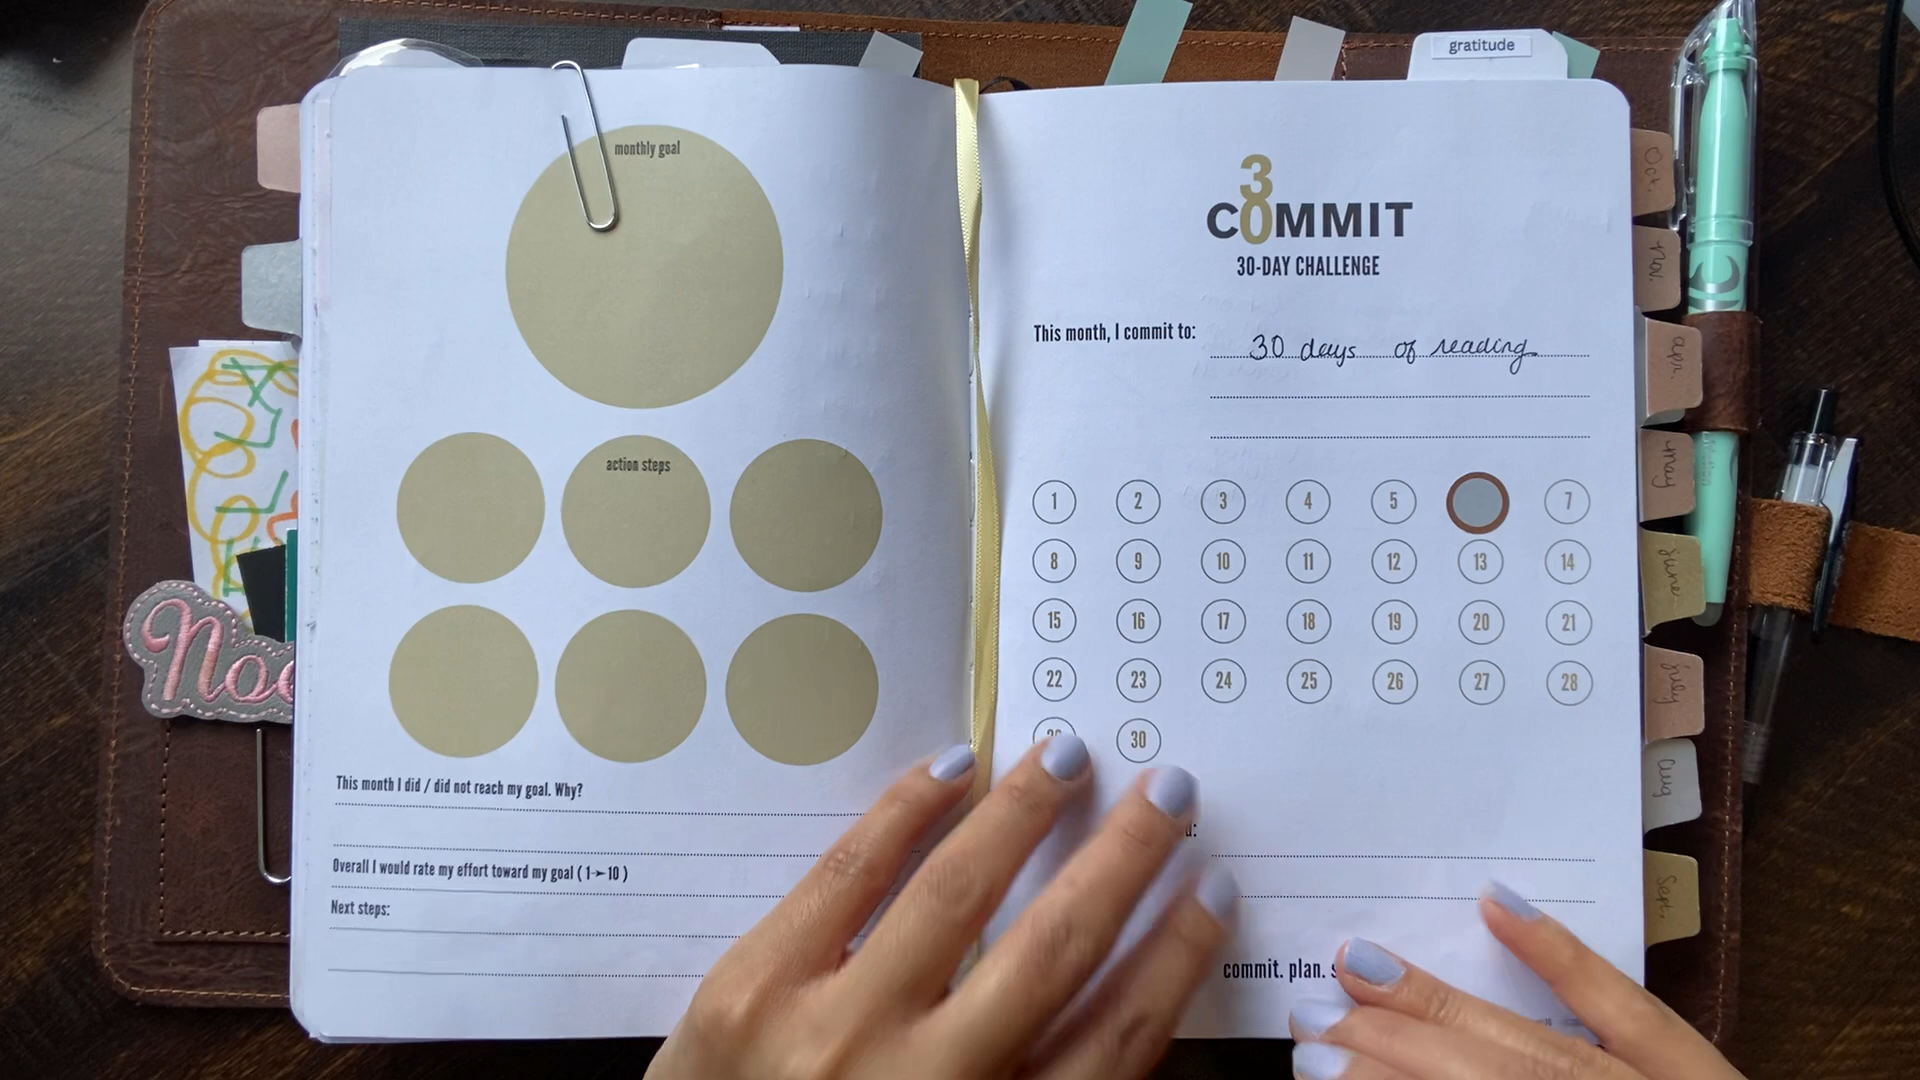 gratitude
monthly goal
action steps
This month I did / did not reach my goal. Why?
Overall I would rate my effort toward my goal ( 1➛10 )
Next steps:
30
COMMIT
30-DAY CHALLENGE
This month, I commit to: 30 days of reading
1 2 3 4 5 7
8 9 10 11 12 13 14
15 16 17 18 19 20 21
22 23 24 25 26 27 28
29 30
commit. plan.
Oct.
Nov.
apr.
may
june
july
aug
Sept.